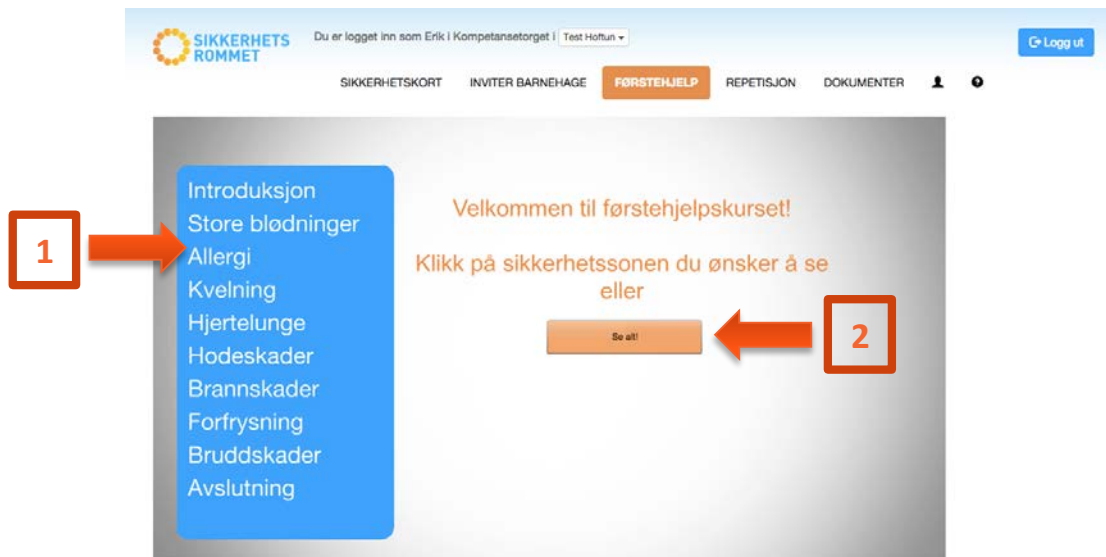 SIKKERHETS
ROMMET
Du er logget inn som Erik i Kompetansetorget i Test Hoftun
Logg ut
SIKKERHETSKORT INVITER BARNEHAGE FØRSTEHJELP REPETISJON DOKUMENTER
Introduksjon
Store blødninger
Allergi
Kvelning
Hjertelunge
Hodeskader
Brannskader
Forfrysning
Bruddskader
Avslutning
Velkommen til førstehjelpskurset!
Klikk på sikkerhetssonen du ønsker å se
eller
Se alt!
1
2